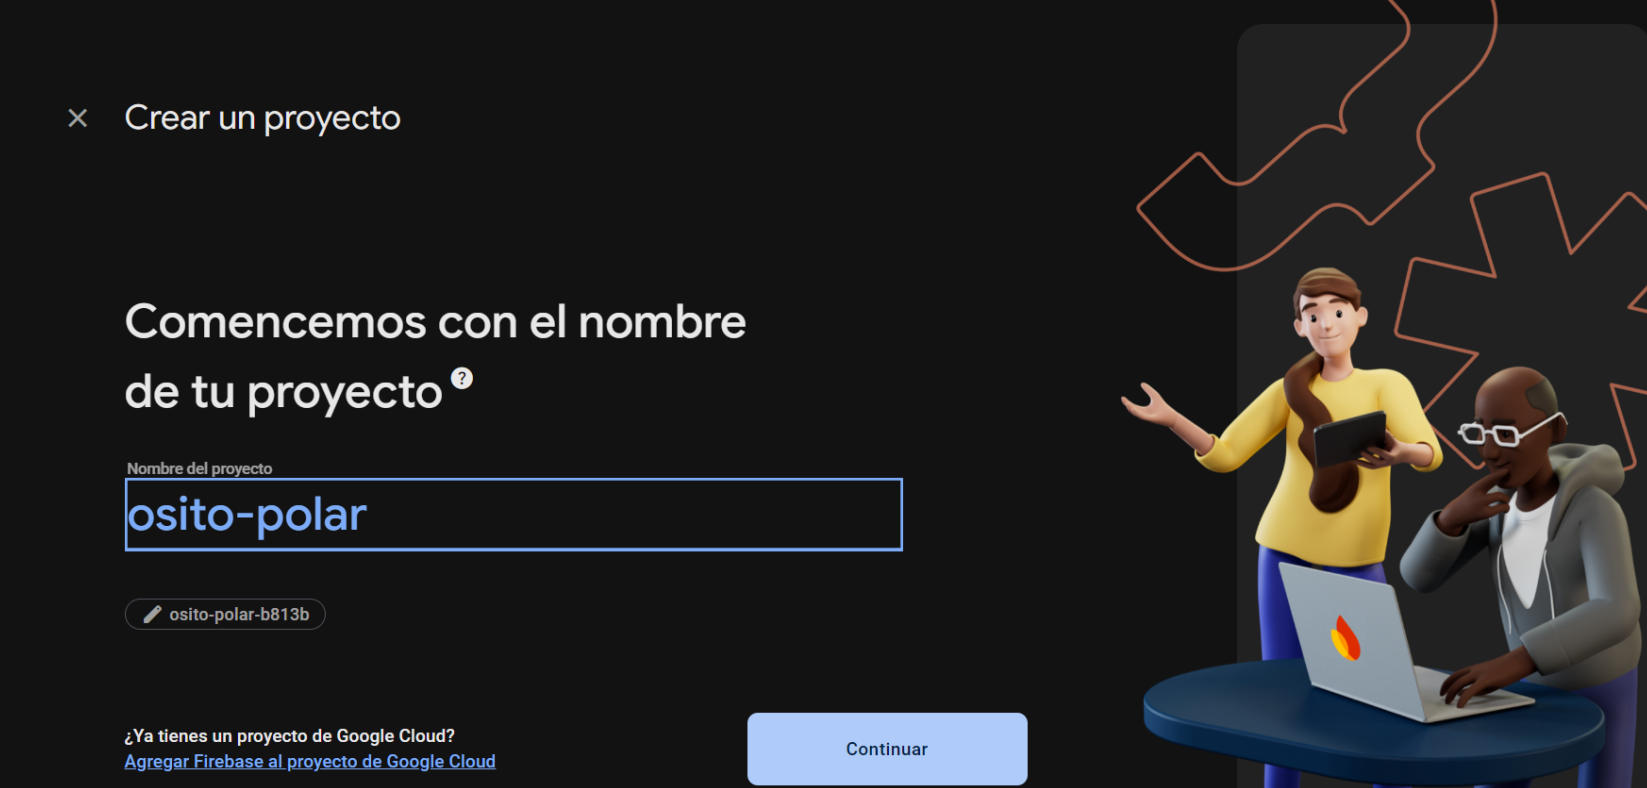 Crear un proyecto
Comencemos con el nombre
de tu proyecto ?
Nombre del proyecto
osito-polar
osito-polar-b813b
¿Ya tienes un proyecto de Google Cloud?
Agregar Firebase al proyecto de Google Cloud
Continuar